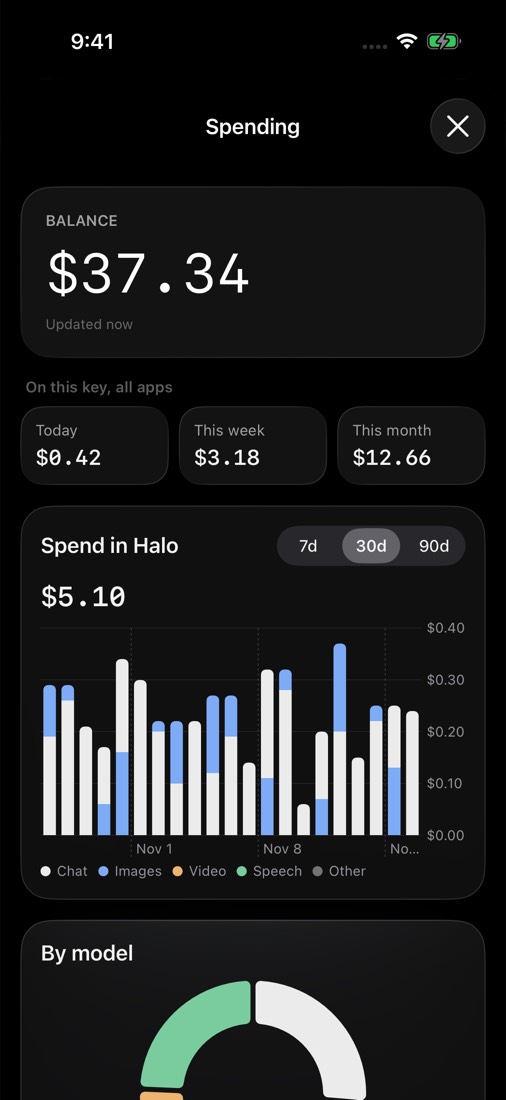 9:41
Spending
BALANCE
$37.34
Updated now
On this key, all apps
Today
$0.42
This week
$3.18
This month
$12.66
Spend in Halo
7d 30d 90d
$5.10
$0.40
$0.30
$0.20
$0.10
$0.00
Nov 1 Nov 8 No...
Chat Images Video Speech Other
By model